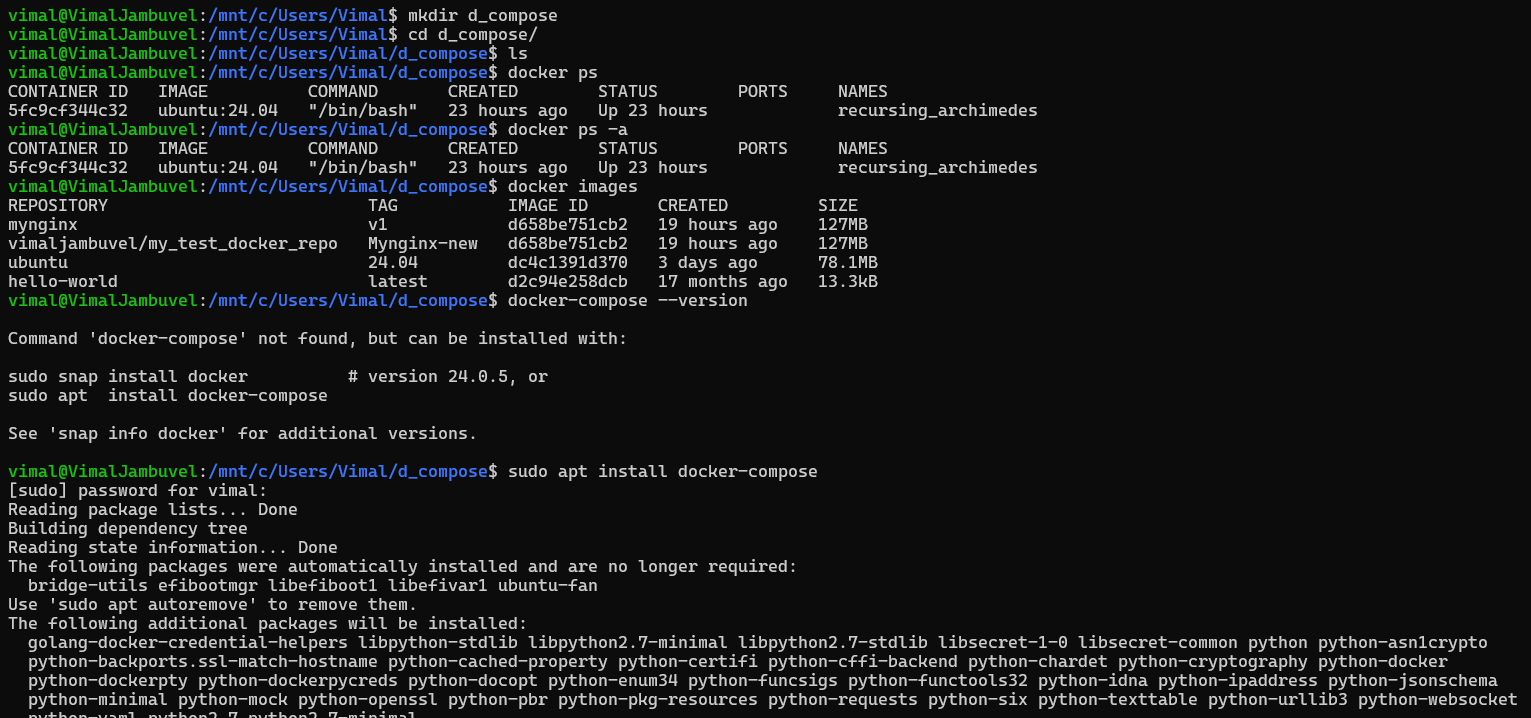 vimal@VimalJambuvel:/mnt/c/Users/Vimal$ mkdir d_compose
vimal@VimalJambuvel:/mnt/c/Users/Vimal$ cd d_compose/
vimal@VimalJambuvel:/mnt/c/Users/Vimal/d_compose$ ls
vimal@VimalJambuvel:/mnt/c/Users/Vimal/d_compose$ docker ps
CONTAINER ID   IMAGE          COMMAND       CREATED        STATUS        PORTS     NAMES
5fc9cf344c32   ubuntu:24.04   "/bin/bash"   23 hours ago   Up 23 hours             recursing_archimedes
vimal@VimalJambuvel:/mnt/c/Users/Vimal/d_compose$ docker ps -a
CONTAINER ID   IMAGE          COMMAND       CREATED        STATUS        PORTS     NAMES
5fc9cf344c32   ubuntu:24.04   "/bin/bash"   23 hours ago   Up 23 hours             recursing_archimedes
vimal@VimalJambuvel:/mnt/c/Users/Vimal/d_compose$ docker images
REPOSITORY                          TAG           IMAGE ID       CREATED         SIZE
mynginx                             v1            d658be751cb2   19 hours ago    127MB
vimaljambuvel/my_test_docker_repo   Mynginx-new   d658be751cb2   19 hours ago    127MB
ubuntu                              24.04         dc4c1391d370   3 days ago      78.1MB
hello-world                         latest        d2c94e258dcb   17 months ago   13.3kB
vimal@VimalJambuvel:/mnt/c/Users/Vimal/d_compose$ docker-compose --version
Command 'docker-compose' not found, but can be installed with:
sudo snap install docker          # version 24.0.5, or
sudo apt  install docker-compose
See 'snap info docker' for additional versions.
vimal@VimalJambuvel:/mnt/c/Users/Vimal/d_compose$ sudo apt install docker-compose
[sudo] password for vimal:
Reading package lists... Done
Building dependency tree
Reading state information... Done
The following packages were automatically installed and are no longer required:
  bridge-utils efibootmgr libefiboot1 libefivar1 ubuntu-fan
Use 'sudo apt autoremove' to remove them.
The following additional packages will be installed:
  golang-docker-credential-helpers libpython-stdlib libpython2.7-minimal libpython2.7-stdlib libsecret-1-0 libsecret-common python python-asn1crypto
  python-backports.ssl-match-hostname python-cached-property python-certifi python-cffi-backend python-chardet python-cryptography python-docker
  python-dockerpty python-dockerpycreds python-docopt python-enum34 python-funcsigs python-functools32 python-idna python-ipaddress python-jsonschema
  python-minimal python-mock python-openssl python-pbr python-pkg-resources python-requests python-six python-texttable python-urllib3 python-websocket
  python-yaml python2.7 python2.7-minimal